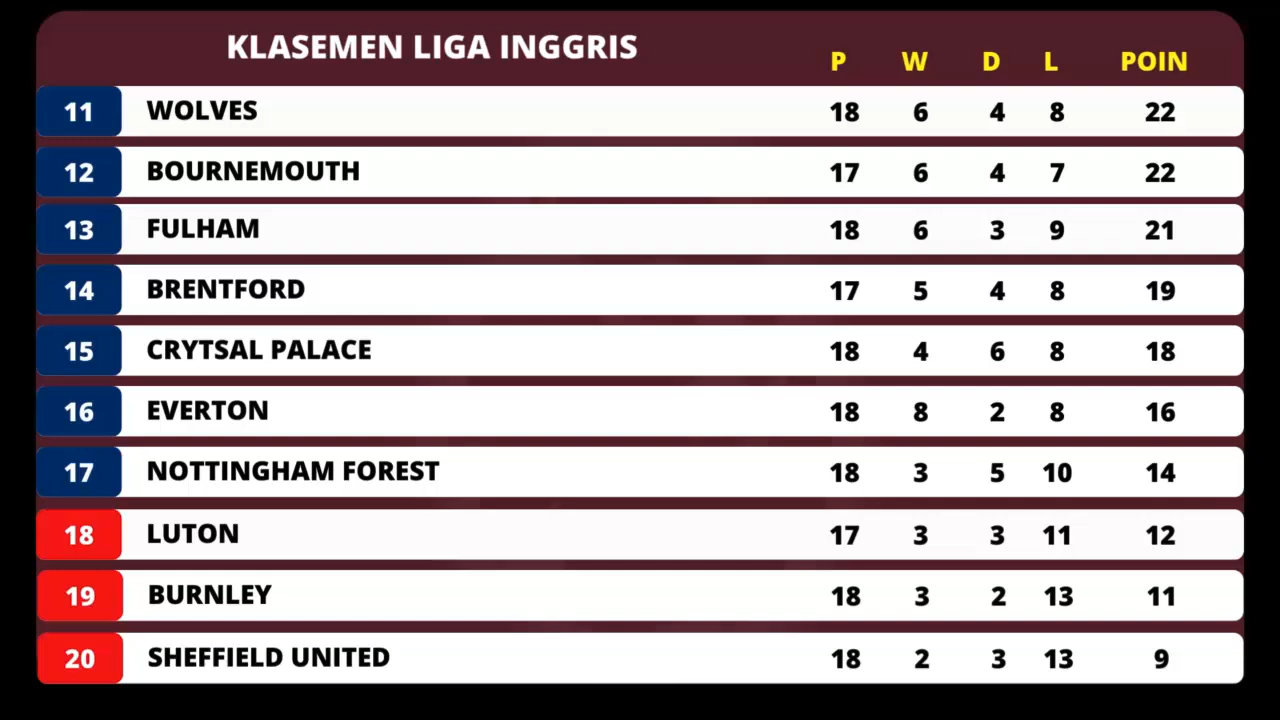 KLASEMEN LIGA INGGRIS P W D L POIN
11 WOLVES 18 6 4 8 22
12 BOURNEMOUTH 17 6 4 7 22
13 FULHAM 18 6 3 9 21
14 BRENTFORD 17 5 4 8 19
15 CRYTSAL PALACE 18 4 6 8 18
16 EVERTON 18 8 2 8 16
17 NOTTINGHAM FOREST 18 3 5 10 14
18 LUTON 17 3 3 11 12
19 BURNLEY 18 3 2 13 11
20 SHEFFIELD UNITED 18 2 3 13 9